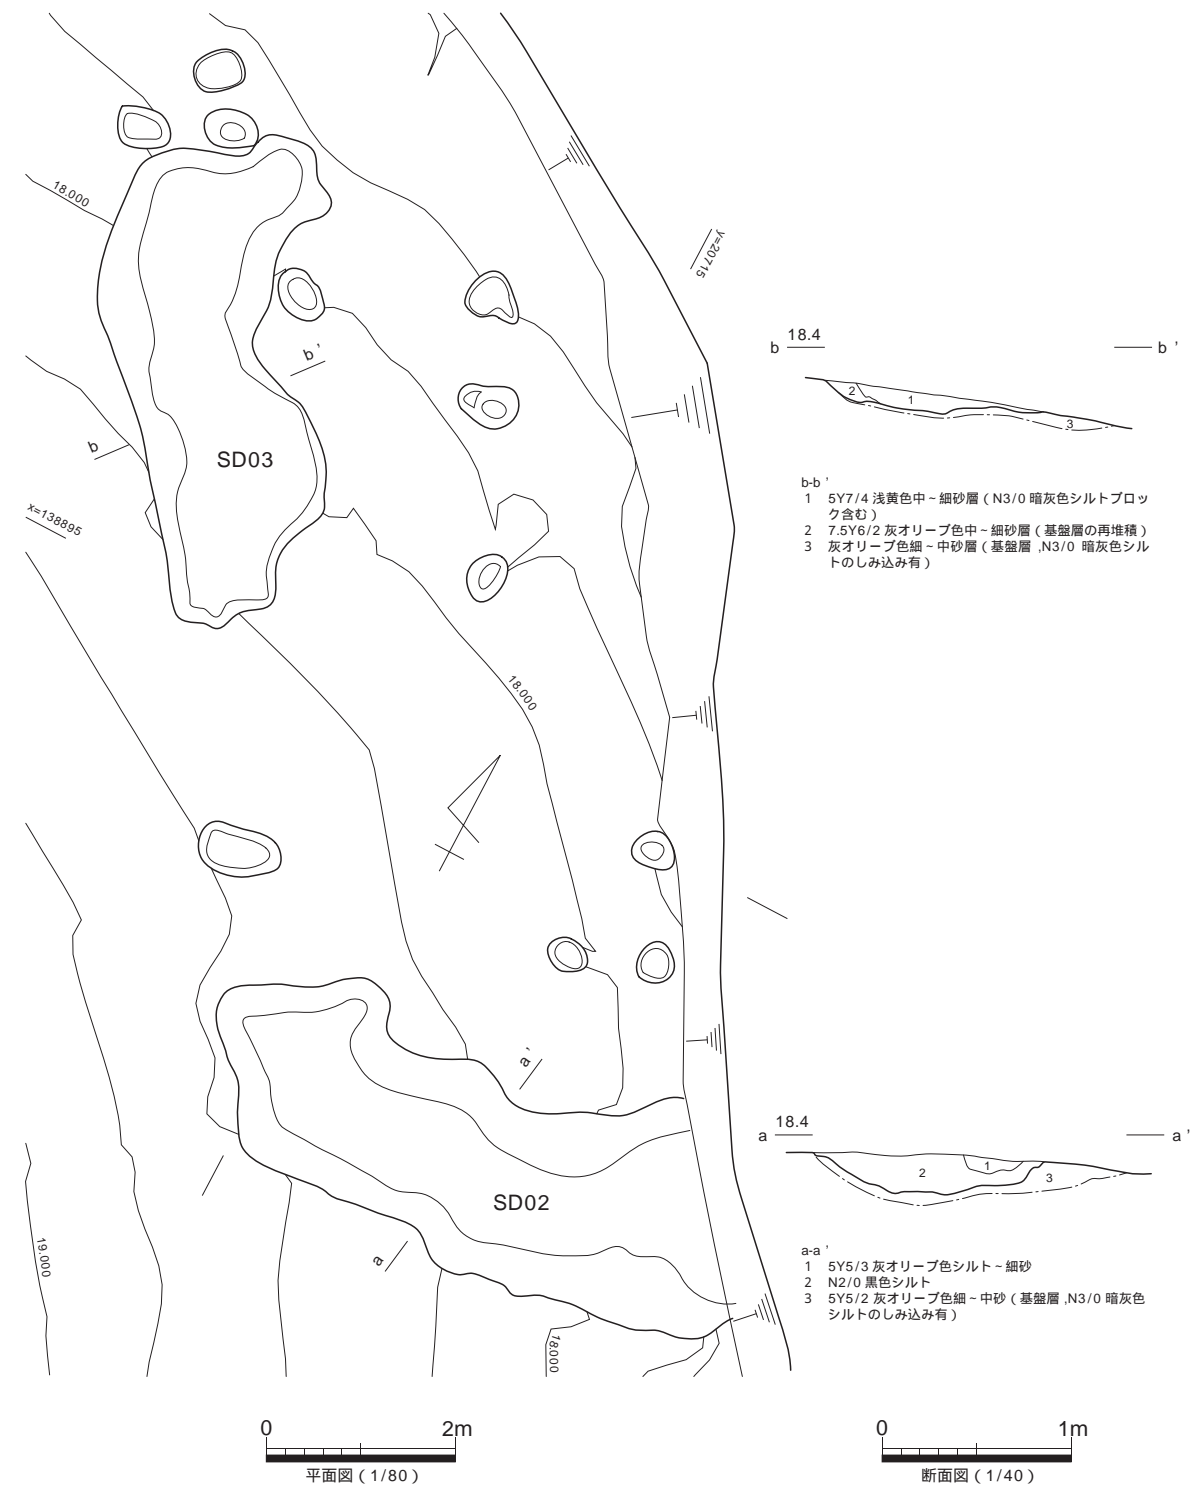 18.000
y=20715
b 18.4 b ’
2
1
3
b ’
b
SD03
b-b ’
1 5Y7/4 浅黄色中～細砂層（N3/0 暗灰色シルトブロッ
ク含む）
2 7.5Y6/2 灰オリーブ色中～細砂層（基盤層の再堆積）
3 灰オリーブ色細～中砂層（基盤層 ,N3/0 暗灰色シル
トのしみ込み有）
x=138895
18.000
a ’
a 18.4 a ’
2
1
3
SD02
a
19.000
18.000
a-a ’
1 5Y5/3 灰オリーブ色シルト～細砂
2 N2/0 黒色シルト
3 5Y5/2 灰オリーブ色細～中砂（基盤層 ,N3/0 暗灰色
シルトのしみ込み有）
0 2m
平面図（1/80）
0 1m
断面図（1/40）